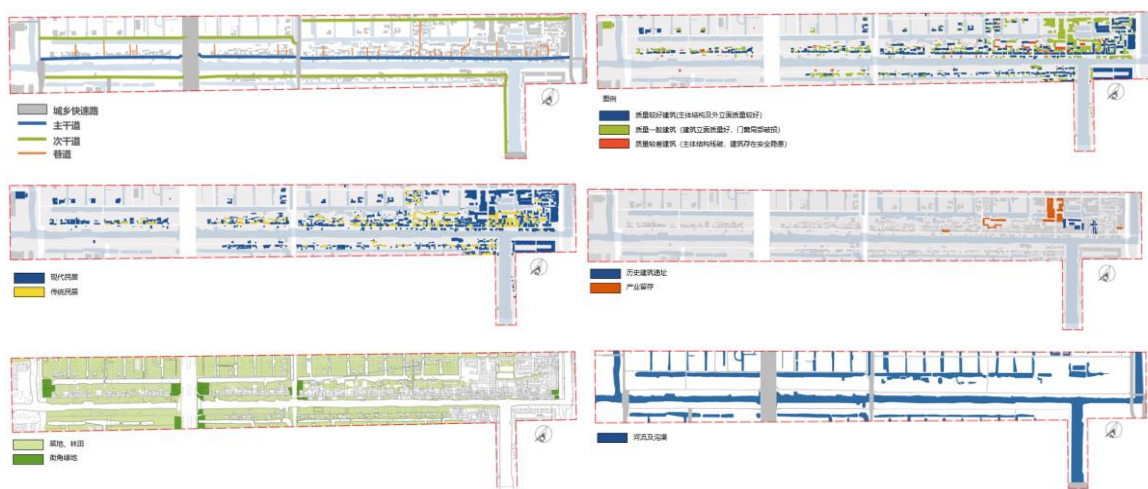 城乡快速路
主干道
次干道
巷道
图例
质量较好建筑(主体结构及外立面质量较好)
质量一般建筑（建筑立面质量好、门窗局部破损）
质量较差建筑（主体结构残破、建筑存在安全隐患）
现代民居
传统民居
历史建筑遗址
产业留存
菜地、林田
街角绿地
河流及沟渠